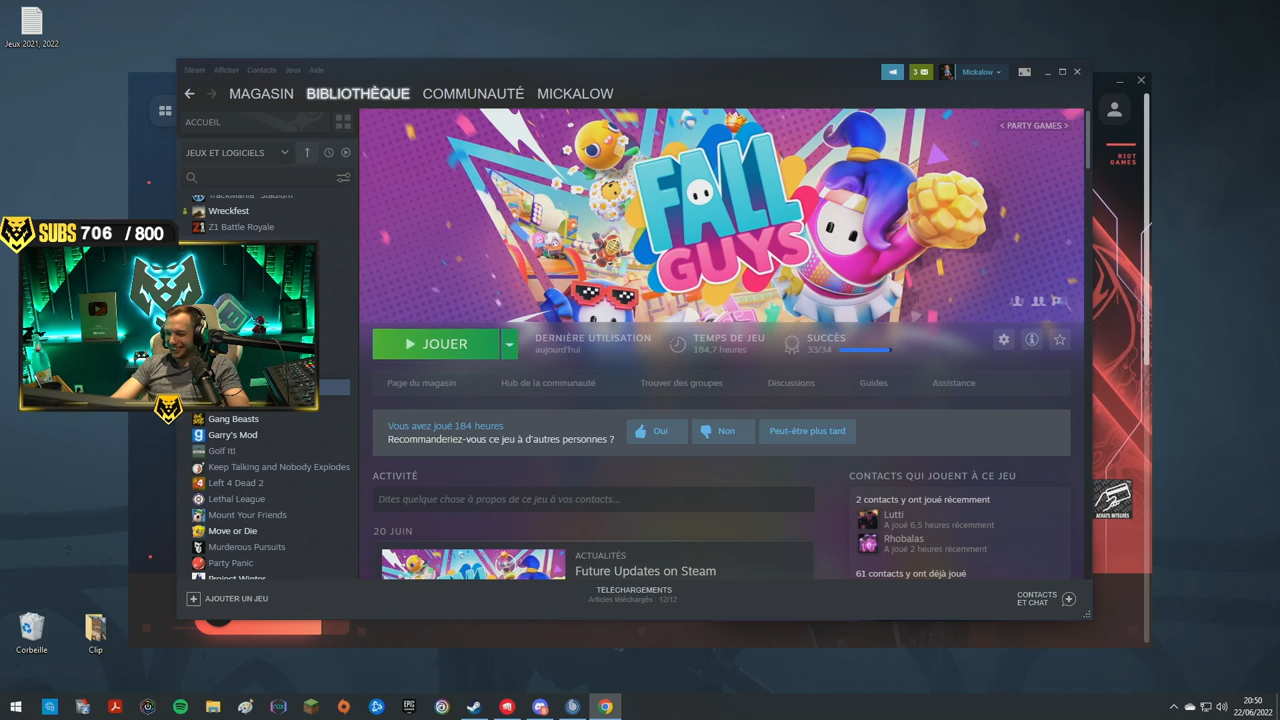 Jeux 2021, 2022
Steam Afficher Contacts Jeux Aide
3
Mickalow
MAGASIN BIBLIOTHÈQUE COMMUNAUTÉ MICKALOW
ACCUEIL
< PARTY GAMES >
JEUX ET LOGICIELS
RIOT
GAMES
TrackMania² Stadium
Wreckfest
Z1 Battle Royale
FALL
GUYS
SUBS 706 / 800
JOUER
DERNIÈRE UTILISATION
aujourd'hui
TEMPS DE JEU
184,7 heures
SUCCÈS
33/34
Page du magasin Hub de la communauté Trouver des groupes Discussions Guides Assistance
Vous avez joué 184 heures
Recommanderiez-vous ce jeu à d'autres personnes ?
Oui Non Peut-être plus tard
Gang Beasts
Garry's Mod
Golf It!
Keep Talking and Nobody Explodes
Left 4 Dead 2
Lethal League
Mount Your Friends
Move or Die
Murderous Pursuits
Party Panic
Project Winter
ACTIVITÉ
Dites quelque chose à propos de ce jeu à vos contacts...
20 JUIN
ACTUALITÉS
Future Updates on Steam
CONTACTS QUI JOUENT À CE JEU
2 contacts y ont joué récemment
Lutti
A joué 6,5 heures récemment
Rhobalas
A joué 2 heures récemment
61 contacts y ont déjà joué
ACHATS INTÉGRÉS
AJOUTER UN JEU
TÉLÉCHARGEMENTS
Articles téléchargés : 12/12
CONTACTS
ET CHAT
Corbeille
Clip
EPIC
GAMES
20:50
22/06/2022